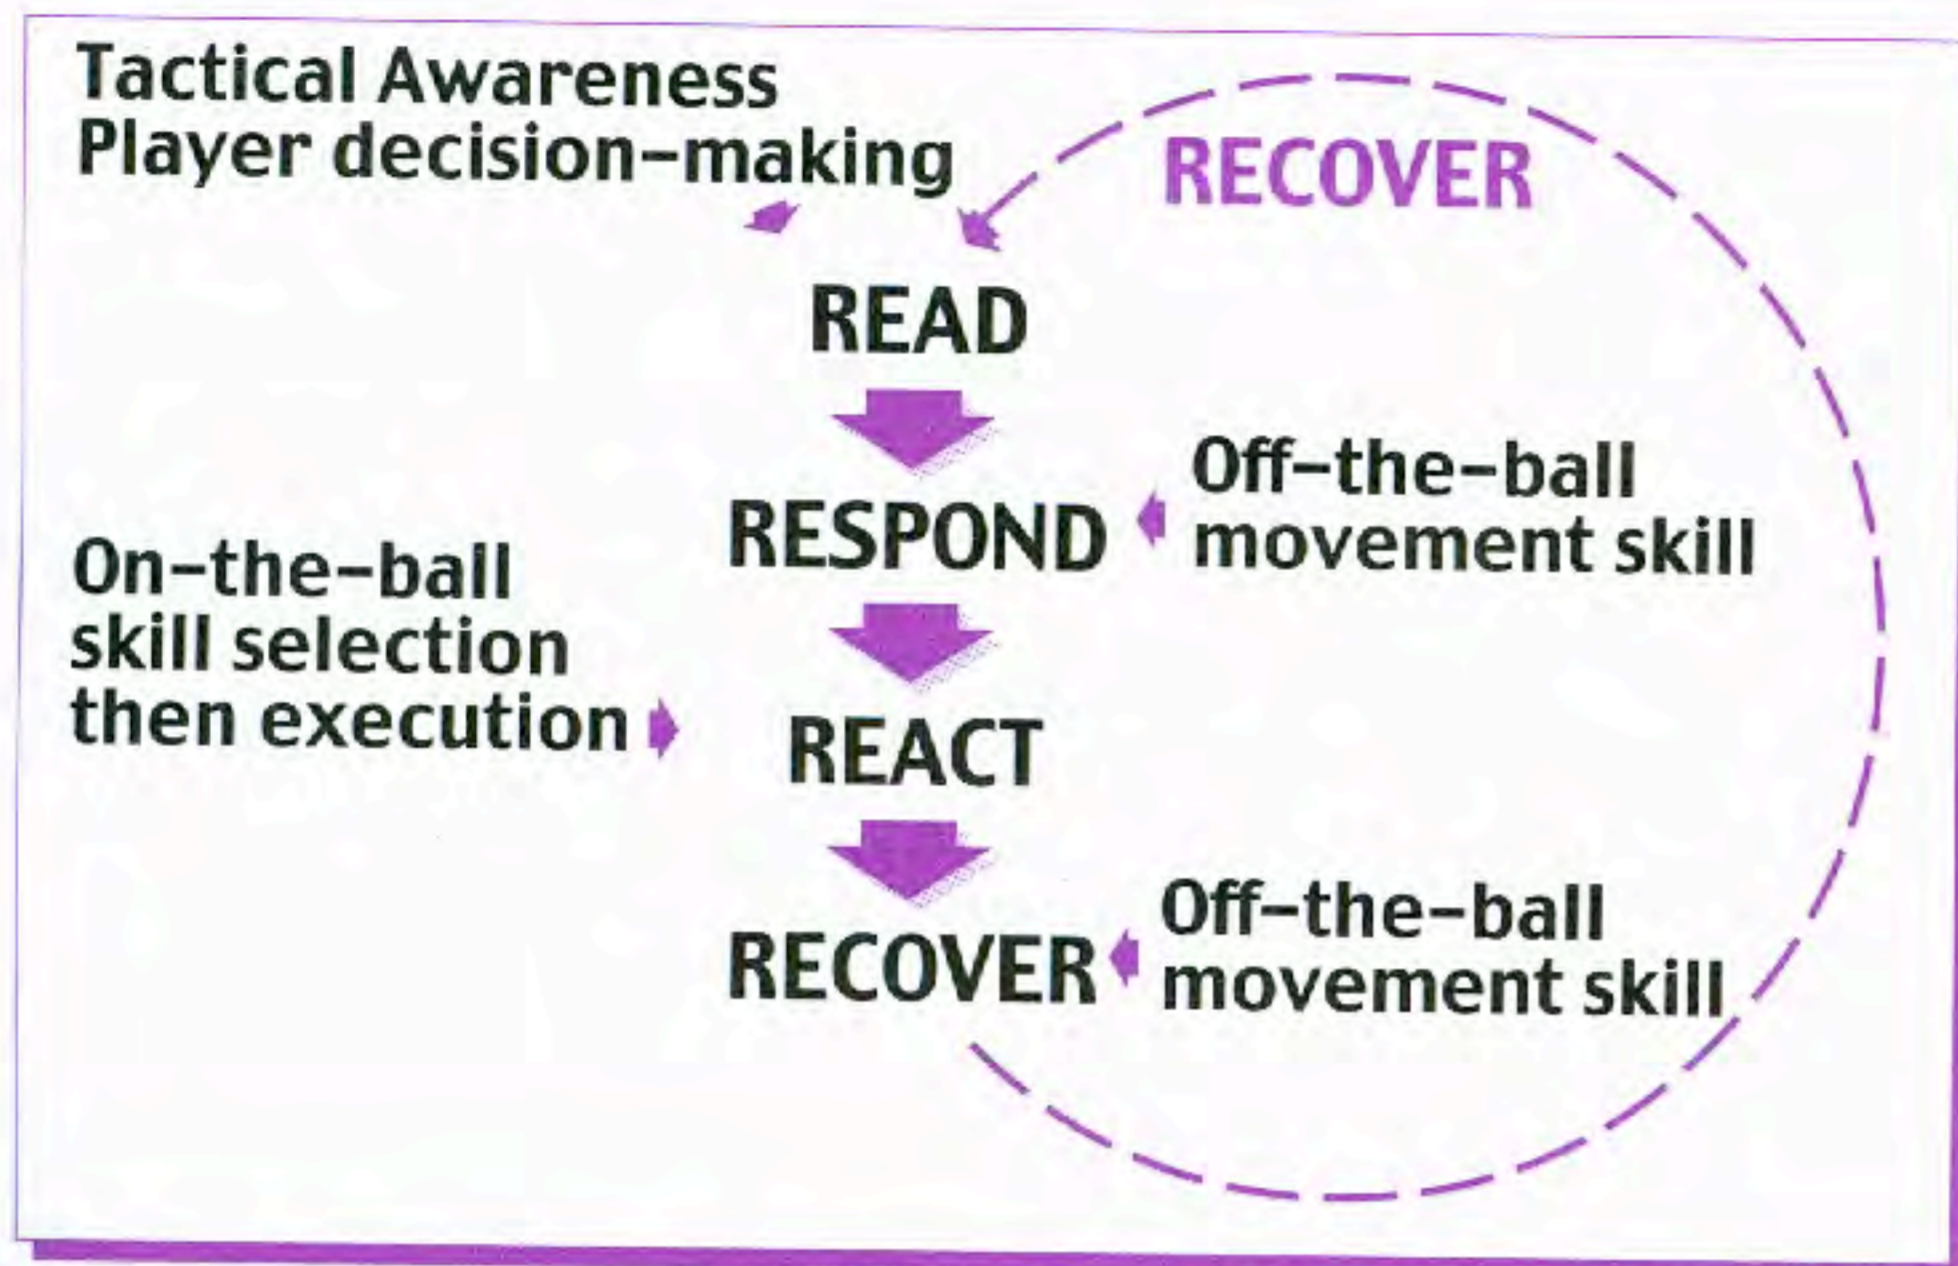 Tactical Awareness
Player decision-making
RECOVER
READ
RESPOND
Off-the-ball
movement skill
On-the-ball
skill selection
then execution
REACT
RECOVER
Off-the-ball
movement skill